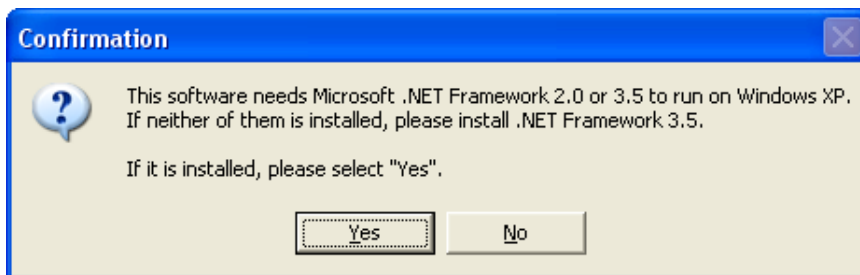 Confirmation
This software needs Microsoft .NET Framework 2.0 or 3.5 to run on Windows XP.
If neither of them is installed, please install .NET Framework 3.5.
If it is installed, please select "Yes".
Yes
No